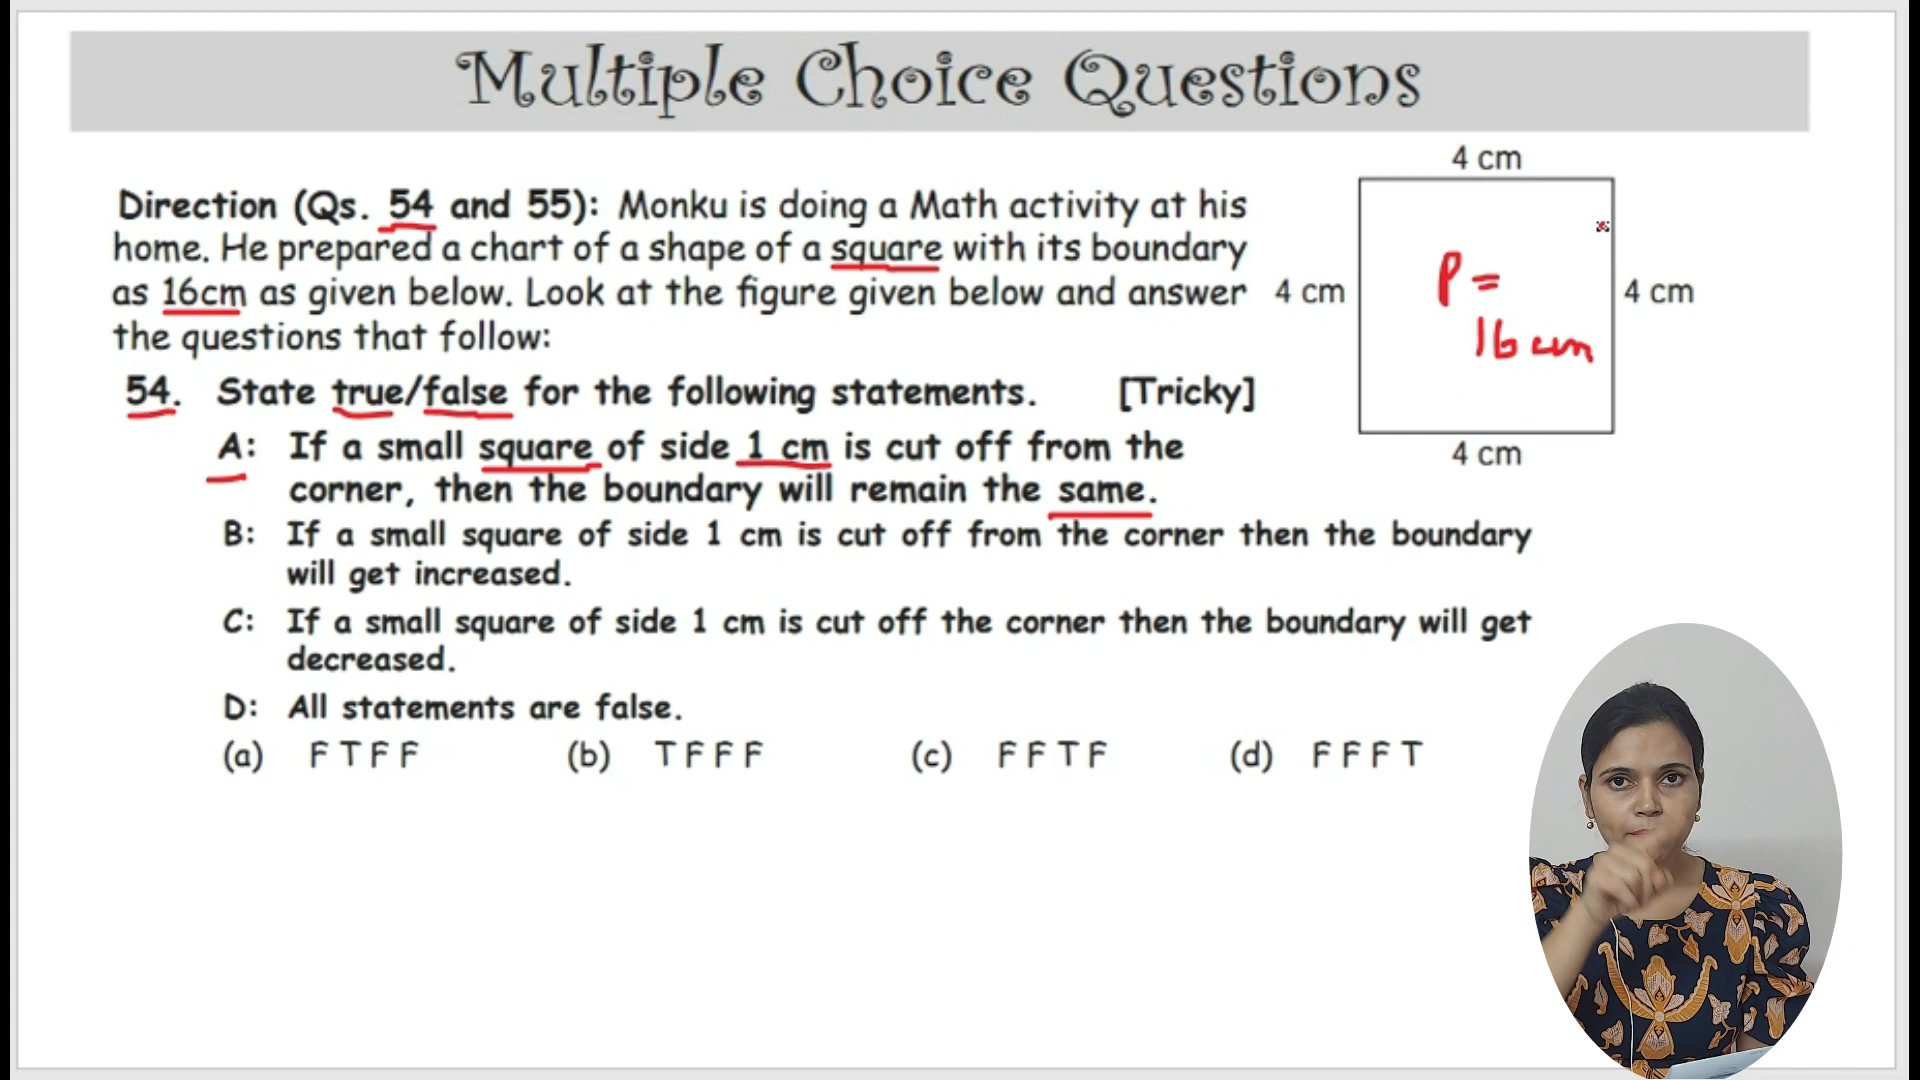 Multiple Choice Questions
4 cm
Direction (Qs. 54 and 55): Monku is doing a Math activity at his
home. He prepared a chart of a shape of a square with its boundary
as 16cm as given below. Look at the figure given below and answer
the questions that follow:
4 cm
P =
16 cm
4 cm
4 cm
54. State true/false for the following statements. [Tricky]
A: If a small square of side 1 cm is cut off from the
corner, then the boundary will remain the same.
B: If a small square of side 1 cm is cut off from the corner then the boundary
will get increased.
C: If a small square of side 1 cm is cut off the corner then the boundary will get
decreased.
D: All statements are false.
(a) F T F F (b) T F F F (c) F F T F (d) F F F T